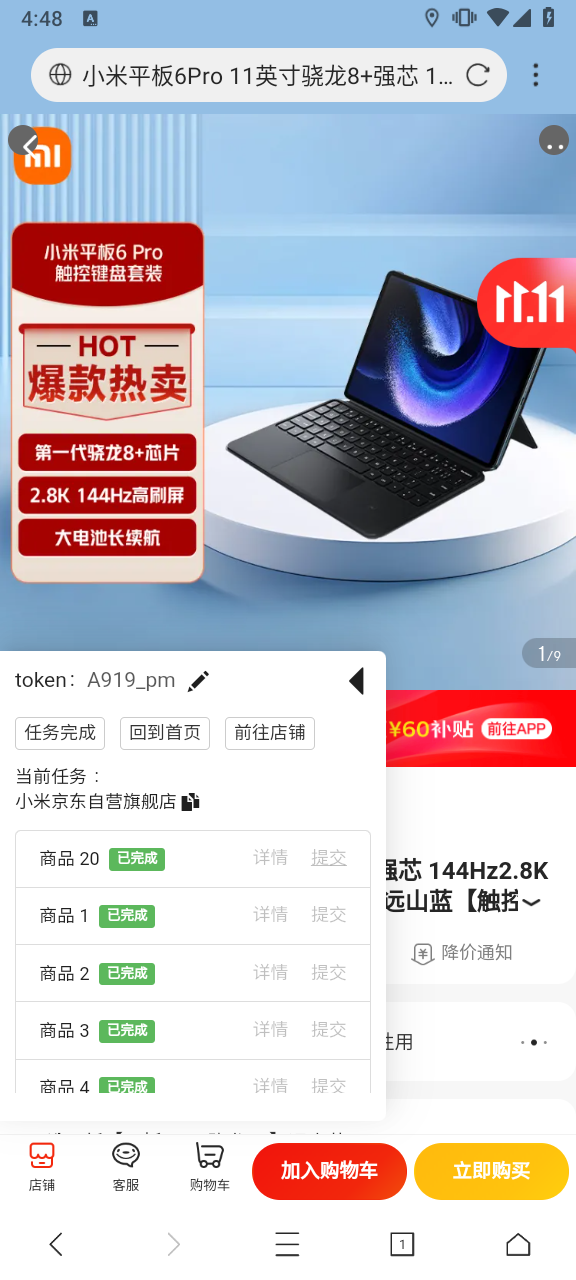 4:48
A
小米平板6Pro 11英寸骁龙8+强芯 1...
小米平板6 Pro
触控键盘套装
HOT
爆款热卖
第一代骁龙8+芯片
2.8K 144Hz高刷屏
大电池长续航
11.11
1/9
token： A919_pm
任务完成 回到首页 前往店铺
¥60补贴 前往APP
当前任务：
小米京东自营旗舰店
商品 20 已完成 详情 提交
强芯 144Hz2.8K
远山蓝【触控
商品 1 已完成 详情 提交
降价通知
商品 2 已完成 详情 提交
商品 3 已完成 详情 提交
性用
商品 4 已完成 详情 提交
店铺 客服 购物车 加入购物车 立即购买
1